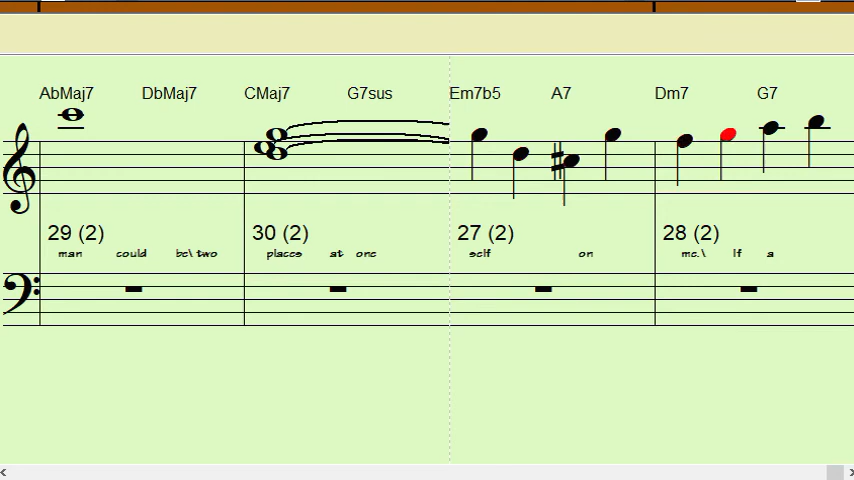 AbMaj7 DbMaj7 CMaj7 G7sus Em7b5 A7 Dm7 G7
29 (2) 30 (2) 27 (2) 28 (2)
man could be\ two places at one self on me.\ If a